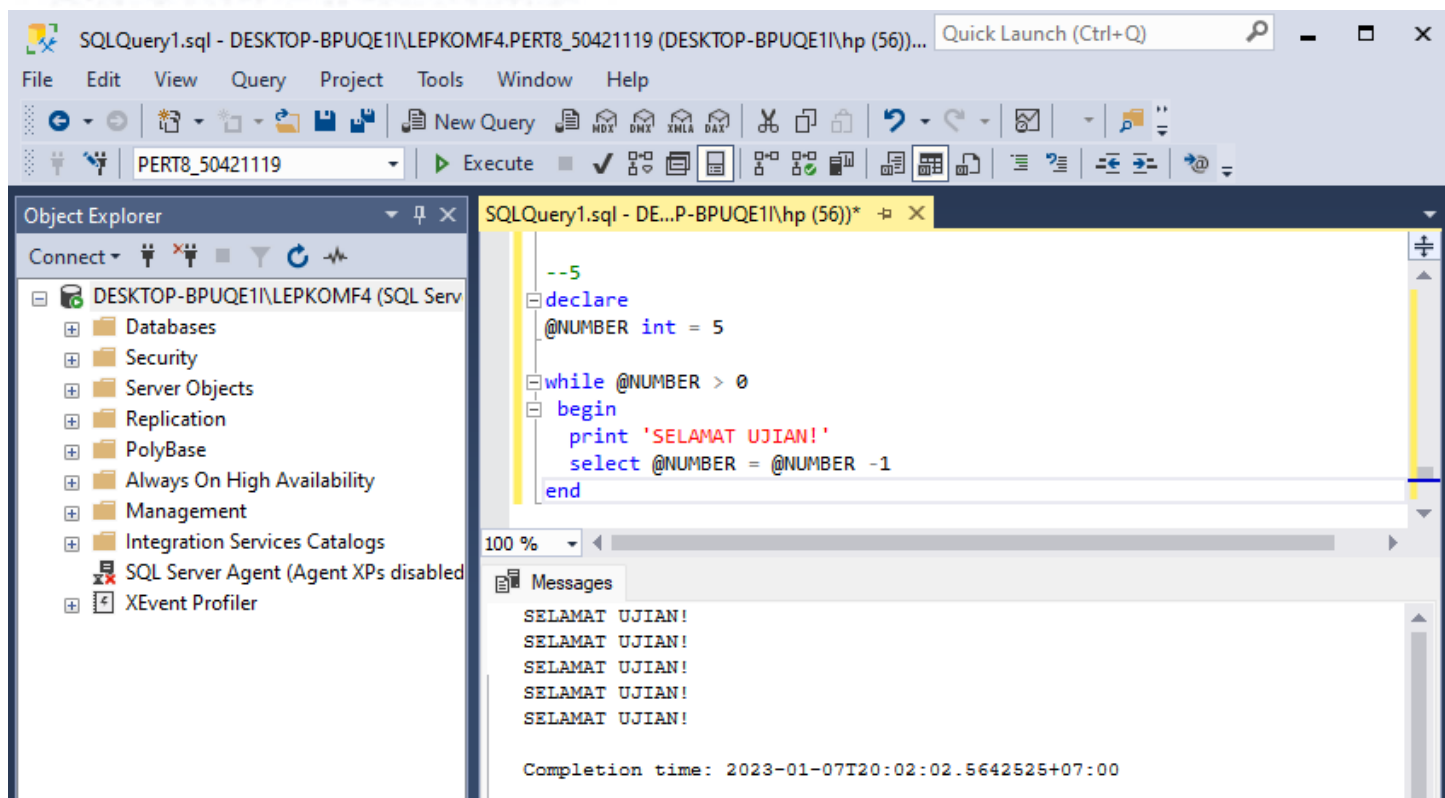 SQLQuery1.sql - DESKTOP-BPUQE1I\LEPKOMF4.PERT8_50421119 (DESKTOP-BPUQE1I\hp (56))...
Quick Launch (Ctrl+Q)
File Edit View Query Project Tools Window Help
New Query MDX DMX XMLA DAX
PERT8_50421119
Execute
Object Explorer
SQLQuery1.sql - DE...P-BPUQE1I\hp (56))*
Connect
DESKTOP-BPUQE1I\LEPKOMF4 (SQL Serv
Databases
Security
Server Objects
Replication
PolyBase
Always On High Availability
Management
Integration Services Catalogs
SQL Server Agent (Agent XPs disabled
XEvent Profiler
--5
declare
@NUMBER int = 5
while @NUMBER > 0
begin
print 'SELAMAT UJIAN!'
select @NUMBER = @NUMBER -1
end
100 %
Messages
SELAMAT UJIAN!
SELAMAT UJIAN!
SELAMAT UJIAN!
SELAMAT UJIAN!
SELAMAT UJIAN!
Completion time: 2023-01-07T20:02:02.5642525+07:00